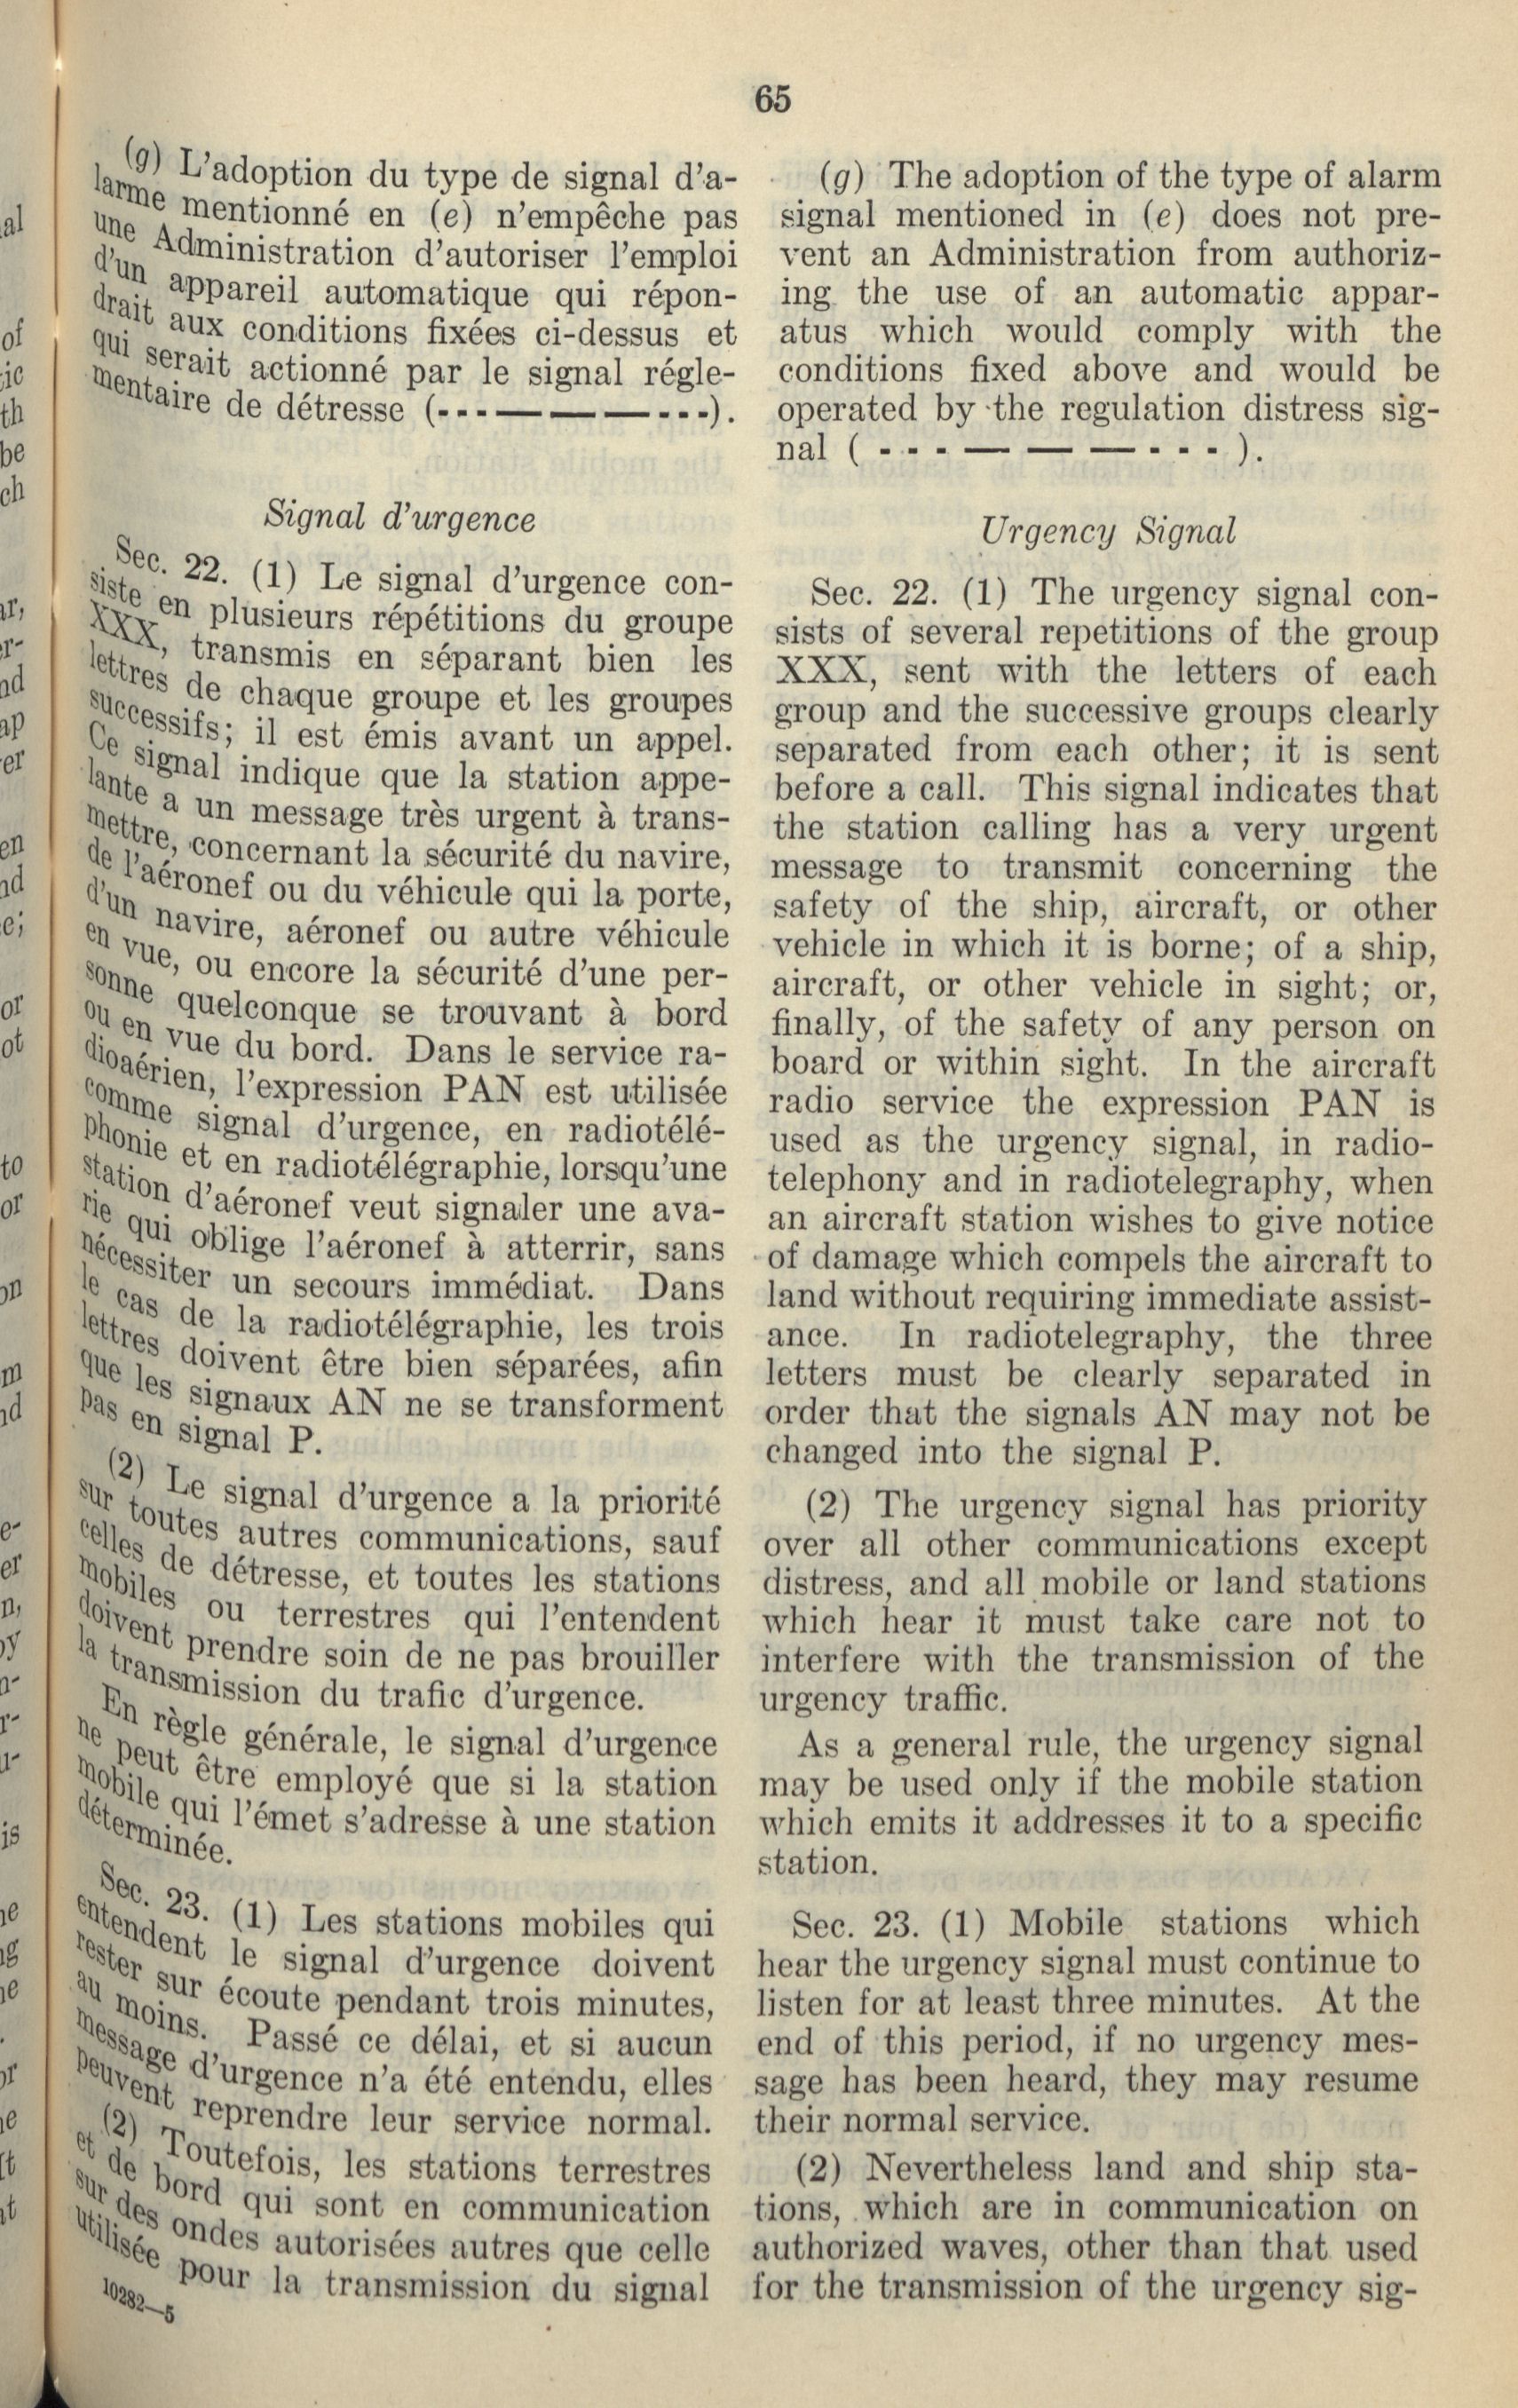 65
(g) L'adoption du type de signal d'a-
larme mentionné en (e) n'empêche pas
une Administration d'autoriser l'emploi
d'un appareil automatique qui répon-
drait aux conditions fixées ci-dessus et
qui serait actionné par le signal régle-
mentaire de détresse (---— — —---).
Signal d'urgence
Sec. 22. (1) Le signal d'urgence con-
siste en plusieurs répétitions du groupe
XXX, transmis en séparant bien les
lettres de chaque groupe et les groupes
successifs; il est émis avant un appel.
Ce signal indique que la station appe-
lante a un message très urgent à trans-
mettre, concernant la sécurité du navire,
de l'aéronef ou du véhicule qui la porte,
d'un navire, aéronef ou autre véhicule
en vue, ou encore la sécurité d'une per-
sonne quelconque se trouvant à bord
ou en vue du bord. Dans le service ra-
dioaérien, l'expression PAN est utilisée
comme signal d'urgence, en radiotélé-
phonie et en radiotélégraphie, lorsqu'une
station d'aéronef veut signaler une ava-
rie qui oblige l'aéronef à atterrir, sans
nécessiter un secours immédiat. Dans
le cas de la radiotélégraphie, les trois
lettres doivent être bien séparées, afin
que les signaux AN ne se transforment
pas en signal P.
(2) Le signal d'urgence a la priorité
sur toutes autres communications, sauf
celles de détresse, et toutes les stations
mobiles ou terrestres qui l'entendent
doivent prendre soin de ne pas brouiller
la transmission du trafic d'urgence.
En règle générale, le signal d'urgence
ne peut être employé que si la station
mobile qui l'émet s'adresse à une station
déterminée.
Sec. 23. (1) Les stations mobiles qui
entendent le signal d'urgence doivent
rester sur écoute pendant trois minutes,
au moins. Passé ce délai, et si aucun
message d'urgence n'a été entendu, elles
peuvent reprendre leur service normal.
(2) Toutefois, les stations terrestres
et de bord qui sont en communication
sur des ondes autorisées autres que celle
utilisée pour la transmission du signal
10282—5
(g) The adoption of the type of alarm
signal mentioned in (e) does not pre-
vent an Administration from authoriz-
ing the use of an automatic appar-
atus which would comply with the
conditions fixed above and would be
operated by the regulation distress sig-
nal ( - - - — — — - - - ).
Urgency Signal
Sec. 22. (1) The urgency signal con-
sists of several repetitions of the group
XXX, sent with the letters of each
group and the successive groups clearly
separated from each other; it is sent
before a call. This signal indicates that
the station calling has a very urgent
message to transmit concerning the
safety of the ship, aircraft, or other
vehicle in which it is borne; of a ship,
aircraft, or other vehicle in sight; or,
finally, of the safety of any person on
board or within sight. In the aircraft
radio service the expression PAN is
used as the urgency signal, in radio-
telephony and in radiotelegraphy, when
an aircraft station wishes to give notice
of damage which compels the aircraft to
land without requiring immediate assist-
ance. In radiotelegraphy, the three
letters must be clearly separated in
order that the signals AN may not be
changed into the signal P.
(2) The urgency signal has priority
over all other communications except
distress, and all mobile or land stations
which hear it must take care not to
interfere with the transmission of the
urgency traffic.
As a general rule, the urgency signal
may be used only if the mobile station
which emits it addresses it to a specific
station.
Sec. 23. (1) Mobile stations which
hear the urgency signal must continue to
listen for at least three minutes. At the
end of this period, if no urgency mes-
sage has been heard, they may resume
their normal service.
(2) Nevertheless land and ship sta-
tions, which are in communication on
authorized waves, other than that used
for the transmission of the urgency sig-